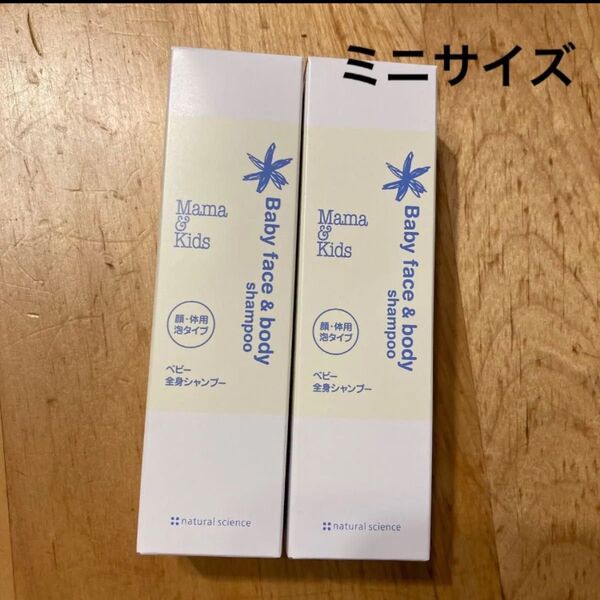 ミニサイズ
Baby face & body
shampoo
Mama
&
Kids
顔・体用
泡タイプ
ベビー
全身シャンプー
natural science
Baby face & body
shampoo
Mama
&
Kids
顔・体用
泡タイプ
ベビー
全身シャンプー
natural science